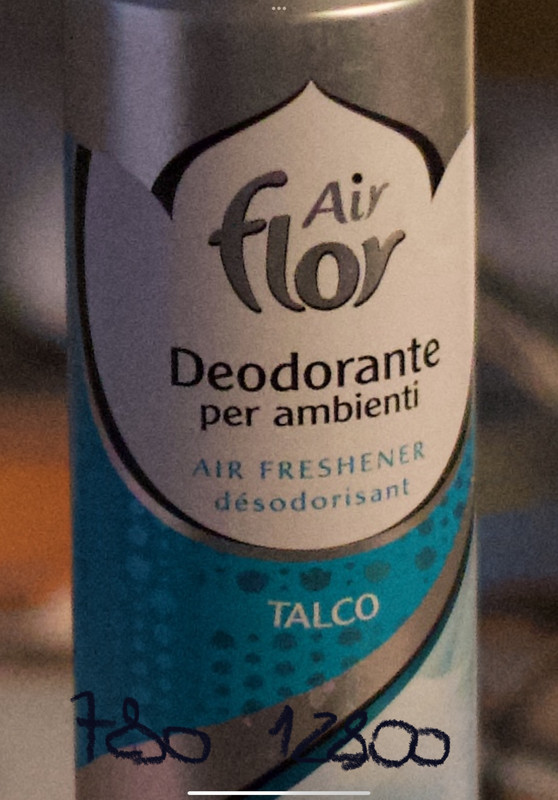 Air
flor
Deodorante
per ambienti
AIR FRESHENER
désodorisant
TALCO
780 12800